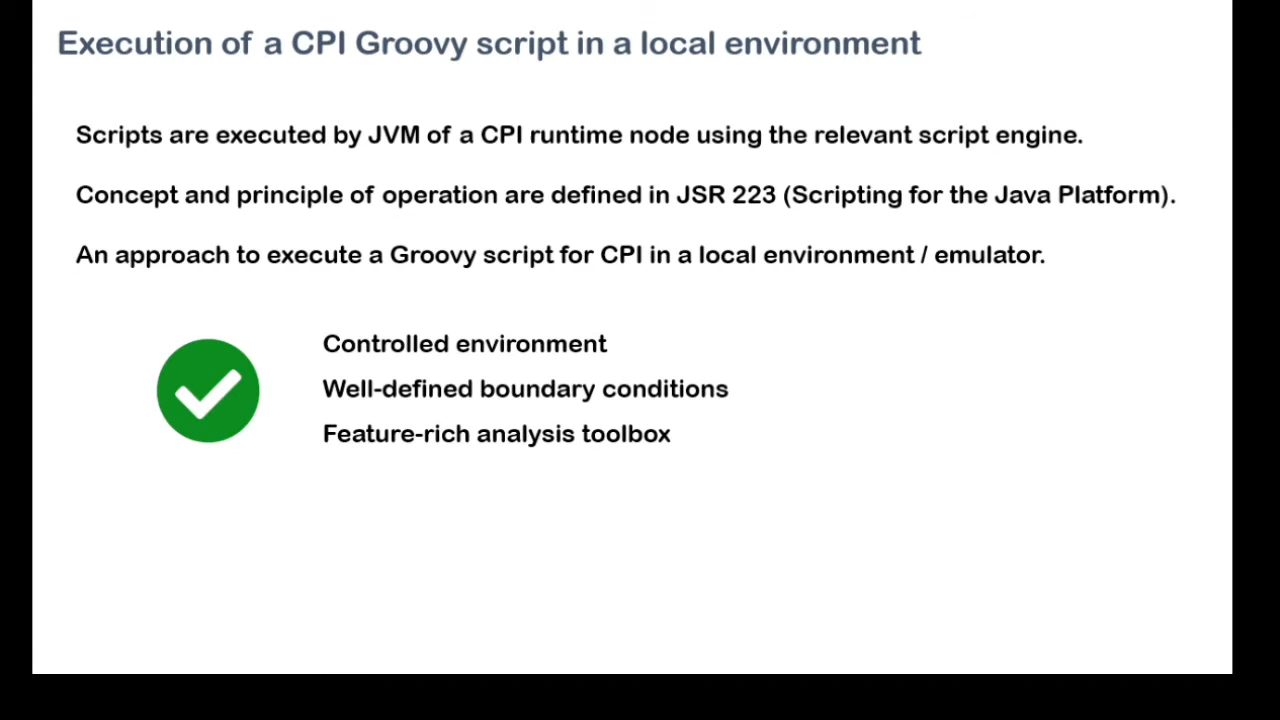 Execution of a CPI Groovy script in a local environment
Scripts are executed by JVM of a CPI runtime node using the relevant script engine.
Concept and principle of operation are defined in JSR 223 (Scripting for the Java Platform).
An approach to execute a Groovy script for CPI in a local environment / emulator.
Controlled environment
Well-defined boundary conditions
Feature-rich analysis toolbox